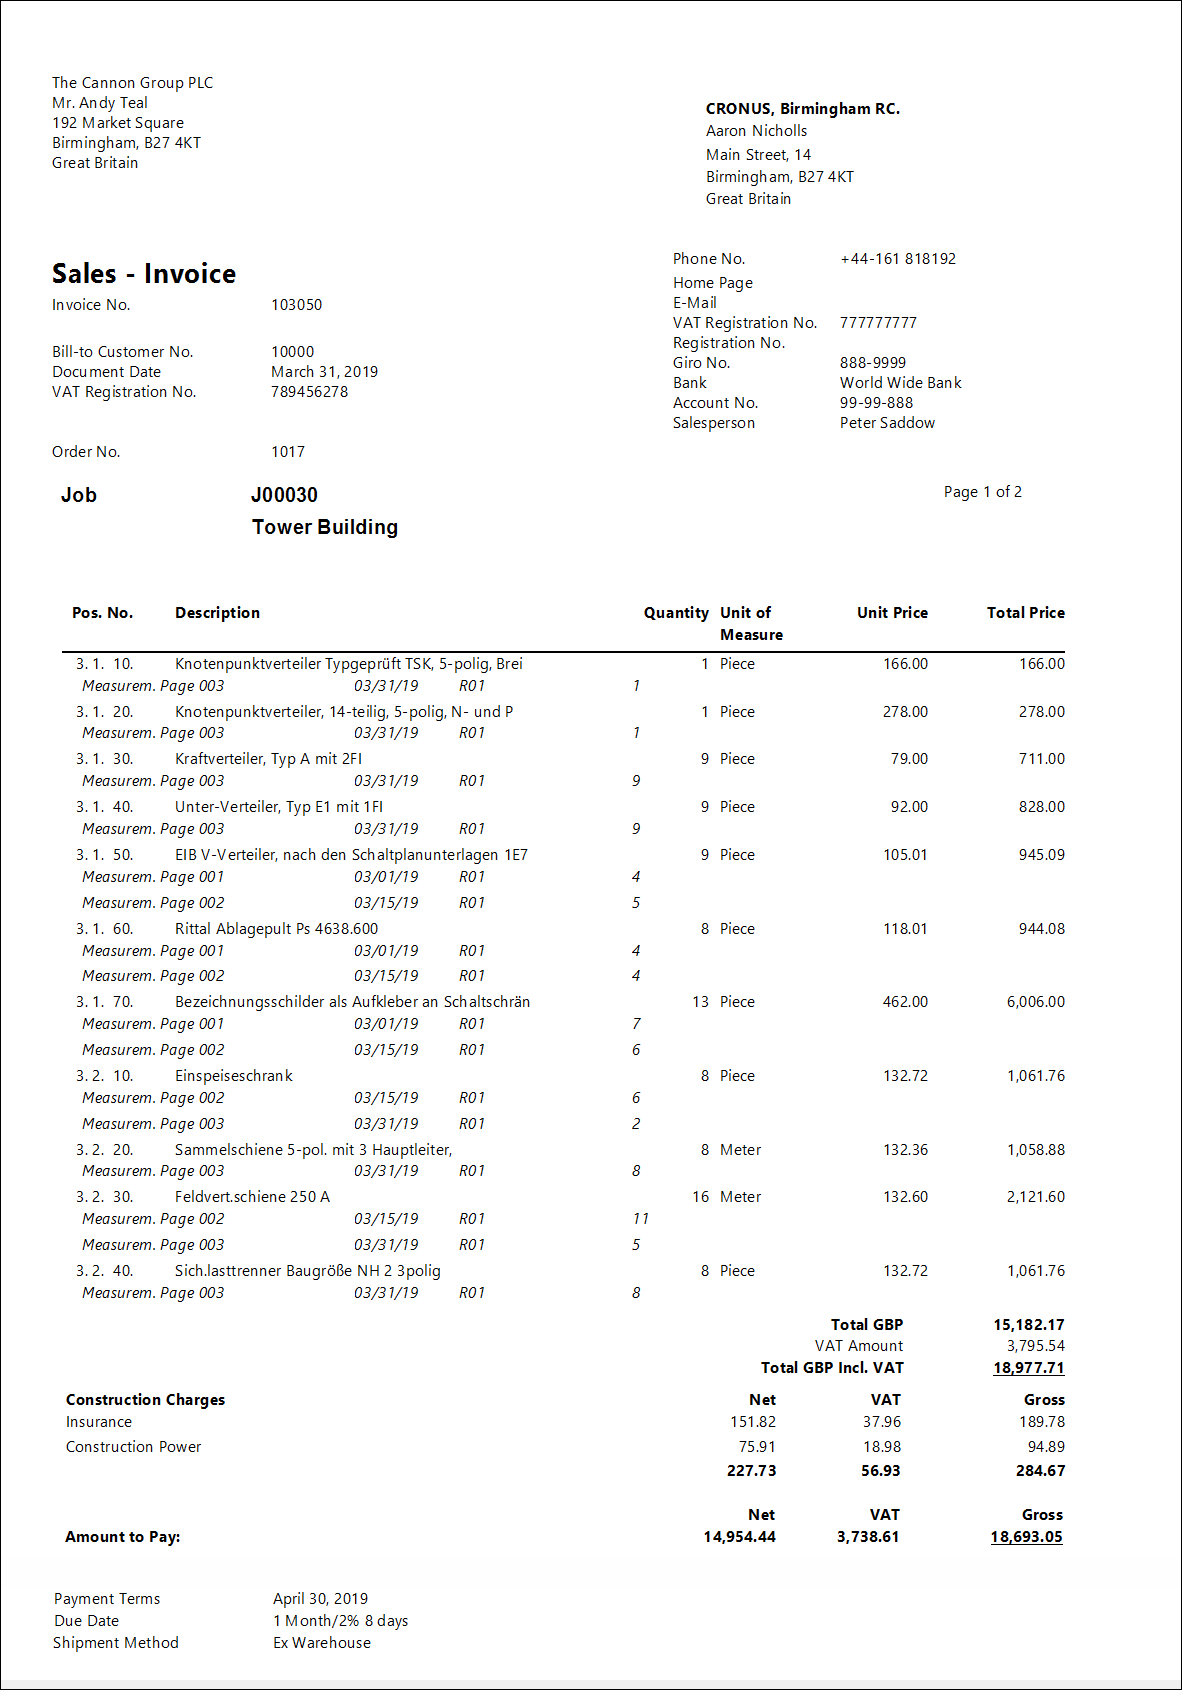 The Cannon Group PLC
Mr. Andy Teal
192 Market Square
Birmingham, B27 4KT
Great Britain
CRONUS, Birmingham RC.
Aaron Nicholls
Main Street, 14
Birmingham, B27 4KT
Great Britain
Sales - Invoice
Invoice No. 103050
Bill-to Customer No. 10000
Document Date March 31, 2019
VAT Registration No. 789456278
Order No. 1017
Phone No. +44-161 818192
Home Page
E-Mail
VAT Registration No. 777777777
Registration No.
Giro No. 888-9999
Bank World Wide Bank
Account No. 99-99-888
Salesperson Peter Saddow
Job J00030
Tower Building
Page 1 of 2
Pos. No. Description Quantity Unit of Measure Unit Price Total Price
3. 1. 10. Knotenpunktverteiler Typgeprüft TSK, 5-polig, Brei 1 Piece 166.00 166.00
Measurem. Page 003 03/31/19 R01 1
3. 1. 20. Knotenpunktverteiler, 14-teilig, 5-polig, N- und P 1 Piece 278.00 278.00
Measurem. Page 003 03/31/19 R01 1
3. 1. 30. Kraftverteiler, Typ A mit 2FI 9 Piece 79.00 711.00
Measurem. Page 003 03/31/19 R01 9
3. 1. 40. Unter-Verteiler, Typ E1 mit 1FI 9 Piece 92.00 828.00
Measurem. Page 003 03/31/19 R01 9
3. 1. 50. EIB V-Verteiler, nach den Schaltplanunterlagen 1E7 9 Piece 105.01 945.09
Measurem. Page 001 03/01/19 R01 4
Measurem. Page 002 03/15/19 R01 5
3. 1. 60. Rittal Ablagepult Ps 4638.600 8 Piece 118.01 944.08
Measurem. Page 001 03/01/19 R01 4
Measurem. Page 002 03/15/19 R01 4
3. 1. 70. Bezeichnungsschilder als Aufkleber an Schaltschrän 13 Piece 462.00 6,006.00
Measurem. Page 001 03/01/19 R01 7
Measurem. Page 002 03/15/19 R01 6
3. 2. 10. Einspeiseschrank 8 Piece 132.72 1,061.76
Measurem. Page 002 03/15/19 R01 6
Measurem. Page 003 03/31/19 R01 2
3. 2. 20. Sammelschiene 5-pol. mit 3 Hauptleiter, 8 Meter 132.36 1,058.88
Measurem. Page 003 03/31/19 R01 8
3. 2. 30. Feldvert.schiene 250 A 16 Meter 132.60 2,121.60
Measurem. Page 002 03/15/19 R01 11
Measurem. Page 003 03/31/19 R01 5
3. 2. 40. Sich.lasttrenner Baugröße NH 2 3polig 8 Piece 132.72 1,061.76
Measurem. Page 003 03/31/19 R01 8
Total GBP 15,182.17
VAT Amount 3,795.54
Total GBP Incl. VAT 18,977.71
Construction Charges Net VAT Gross
Insurance 151.82 37.96 189.78
Construction Power 75.91 18.98 94.89
227.73 56.93 284.67
Net VAT Gross
Amount to Pay: 14,954.44 3,738.61 18,693.05
Payment Terms April 30, 2019
Due Date 1 Month/2% 8 days
Shipment Method Ex Warehouse